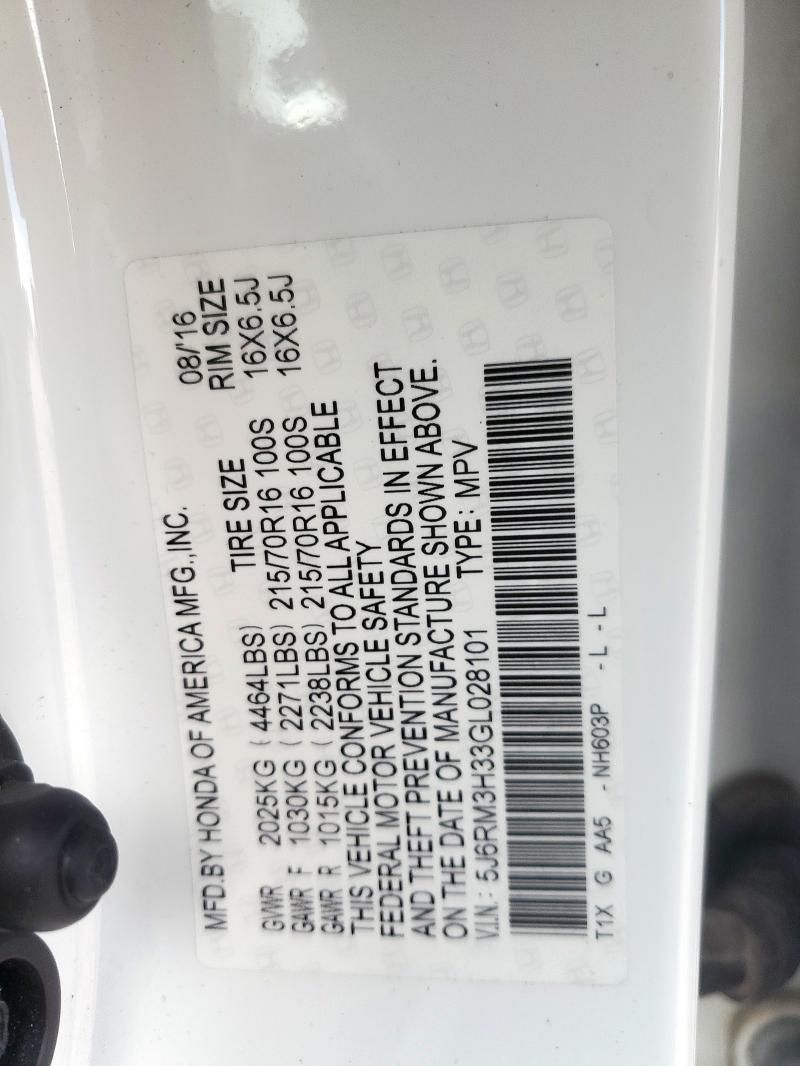 MFD.BY HONDA OF AMERICA MFG.,INC. 08/'16
TIRE SIZE RIM SIZE
GVWR 2025KG ( 4464LBS)
GAWR F 1030KG ( 2271LBS) 215/70R16 100S 16X6.5J
GAWR R 1015KG ( 2238LBS) 215/70R16 100S 16X6.5J
THIS VEHICLE CONFORMS TO ALL APPLICABLE
FEDERAL MOTOR VEHICLE SAFETY
AND THEFT PREVENTION STANDARDS IN EFFECT
ON THE DATE OF MANUFACTURE SHOWN ABOVE.
V.I.N.: 5J6RM3H33GL028101 TYPE: MPV
T1X G AA5 - NH603P - L - L